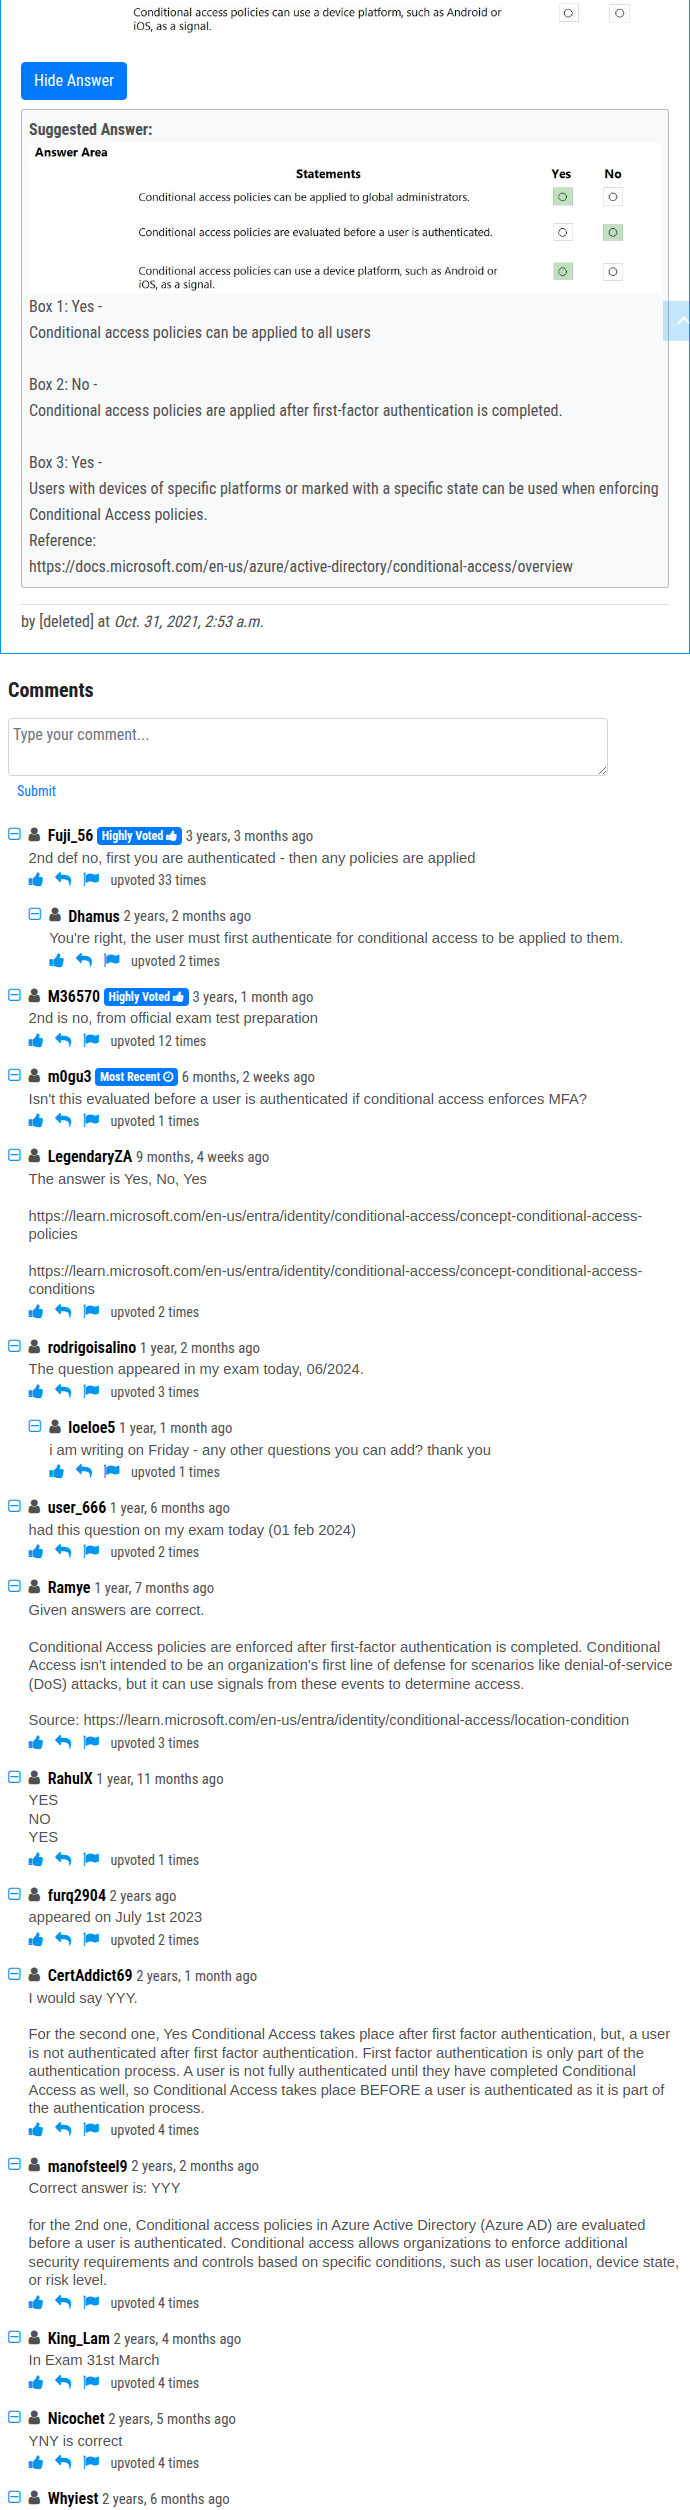 Conditional access policies can use a device platform, such as Android or
iOS, as a signal.
Hide Answer
Suggested Answer:
Answer Area
Statements Yes No
Conditional access policies can be applied to global administrators.
Conditional access policies are evaluated before a user is authenticated.
Conditional access policies can use a device platform, such as Android or
iOS, as a signal.
Box 1: Yes -
Conditional access policies can be applied to all users
Box 2: No -
Conditional access policies are applied after first-factor authentication is completed.
Box 3: Yes -
Users with devices of specific platforms or marked with a specific state can be used when enforcing
Conditional Access policies.
Reference:
https://docs.microsoft.com/en-us/azure/active-directory/conditional-access/overview
by [deleted] at Oct. 31, 2021, 2:53 a.m.
Comments
Type your comment...
Submit
Fuji_56 Highly Voted 3 years, 3 months ago
2nd def no, first you are authenticated - then any policies are applied
upvoted 33 times
Dhamus 2 years, 2 months ago
You're right, the user must first authenticate for conditional access to be applied to them.
upvoted 2 times
M36570 Highly Voted 3 years, 1 month ago
2nd is no, from official exam test preparation
upvoted 12 times
m0gu3 Most Recent 6 months, 2 weeks ago
Isn't this evaluated before a user is authenticated if conditional access enforces MFA?
upvoted 1 times
LegendaryZA 9 months, 4 weeks ago
The answer is Yes, No, Yes
https://learn.microsoft.com/en-us/entra/identity/conditional-access/concept-conditional-access-
policies
https://learn.microsoft.com/en-us/entra/identity/conditional-access/concept-conditional-access-
conditions
upvoted 2 times
rodrigoisalino 1 year, 2 months ago
The question appeared in my exam today, 06/2024.
upvoted 3 times
loeloe5 1 year, 1 month ago
i am writing on Friday - any other questions you can add? thank you
upvoted 1 times
user_666 1 year, 6 months ago
had this question on my exam today (01 feb 2024)
upvoted 2 times
Ramye 1 year, 7 months ago
Given answers are correct.
Conditional Access policies are enforced after first-factor authentication is completed. Conditional
Access isn't intended to be an organization's first line of defense for scenarios like denial-of-service
(DoS) attacks, but it can use signals from these events to determine access.
Source: https://learn.microsoft.com/en-us/entra/identity/conditional-access/location-condition
upvoted 3 times
RahulX 1 year, 11 months ago
YES
NO
YES
upvoted 1 times
furq2904 2 years ago
appeared on July 1st 2023
upvoted 2 times
CertAddict69 2 years, 1 month ago
I would say YYY.
For the second one, Yes Conditional Access takes place after first factor authentication, but, a user
is not authenticated after first factor authentication. First factor authentication is only part of the
authentication process. A user is not fully authenticated until they have completed Conditional
Access as well, so Conditional Access takes place BEFORE a user is authenticated as it is part of
the authentication process.
upvoted 4 times
manofsteel9 2 years, 2 months ago
Correct answer is: YYY
for the 2nd one, Conditional access policies in Azure Active Directory (Azure AD) are evaluated
before a user is authenticated. Conditional access allows organizations to enforce additional
security requirements and controls based on specific conditions, such as user location, device state,
or risk level.
upvoted 4 times
King_Lam 2 years, 4 months ago
In Exam 31st March
upvoted 4 times
Nicochet 2 years, 5 months ago
YNY is correct
upvoted 4 times
Whyiest 2 years, 6 months ago